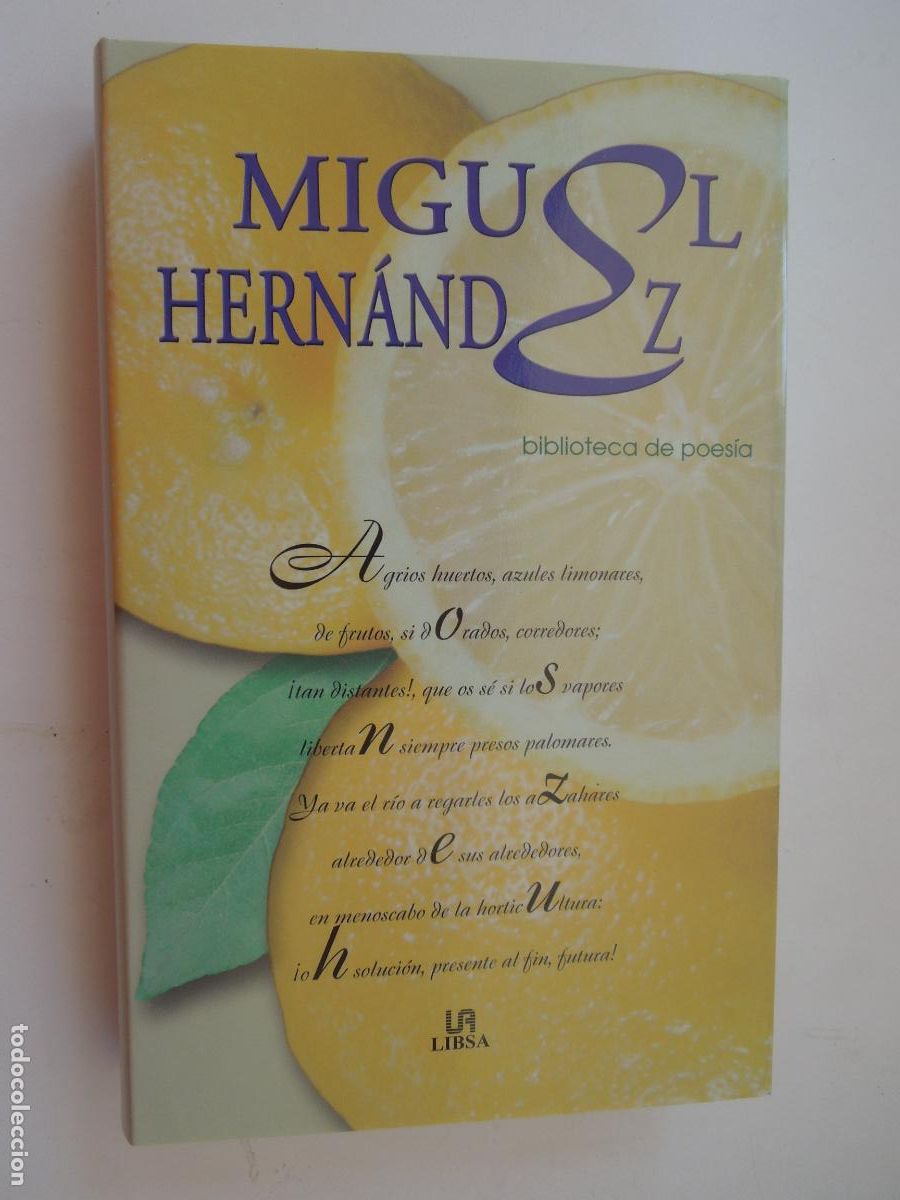 MIGUEL
HERNÁNDEZ
biblioteca de poesía
Agrios huertos, azules limonares,
de frutos, si dOrados, corredores;
¡tan distantes!, que os sé si loS vapores
libertan siempre presos palomares.
Ya va el río a regarles los aZahares
alrededor de sus alrededores,
en menoscabo de la horticUltura:
¡oh solución, presente al fin, futura!
LIBSA
todocoleccion